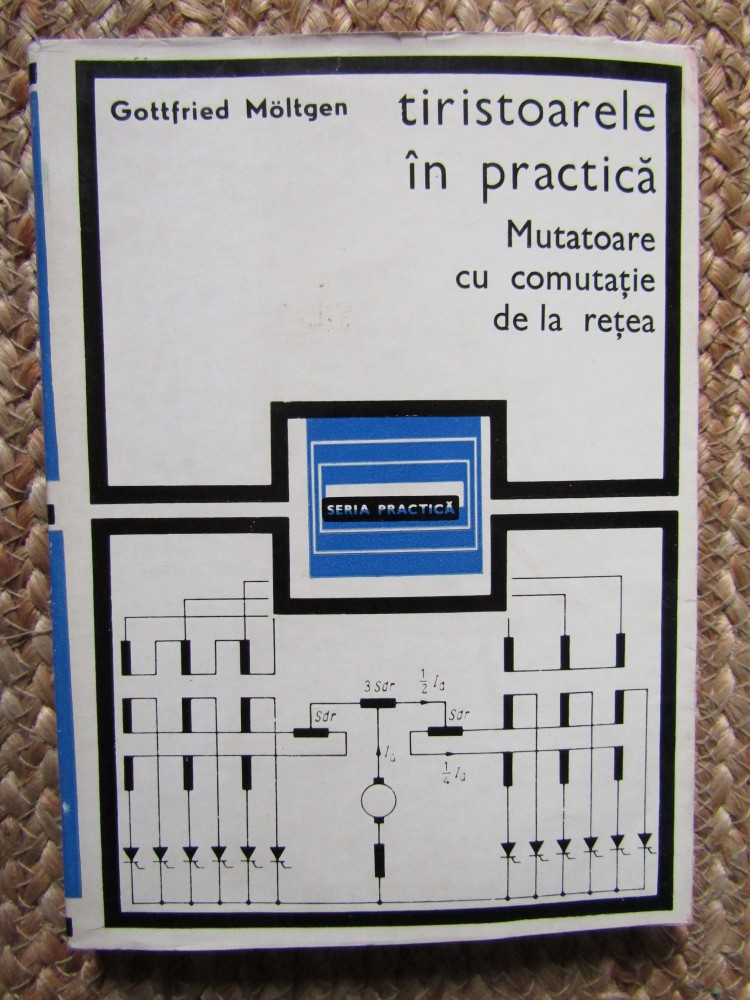 Gottfried Möltgen
tiristoarele
în practică
Mutatoare
cu comutație
de la rețea
SERIA PRACTICĂ
3 Sdr
1/2 Id
Sdr
Sdr
Id
1/4 Id